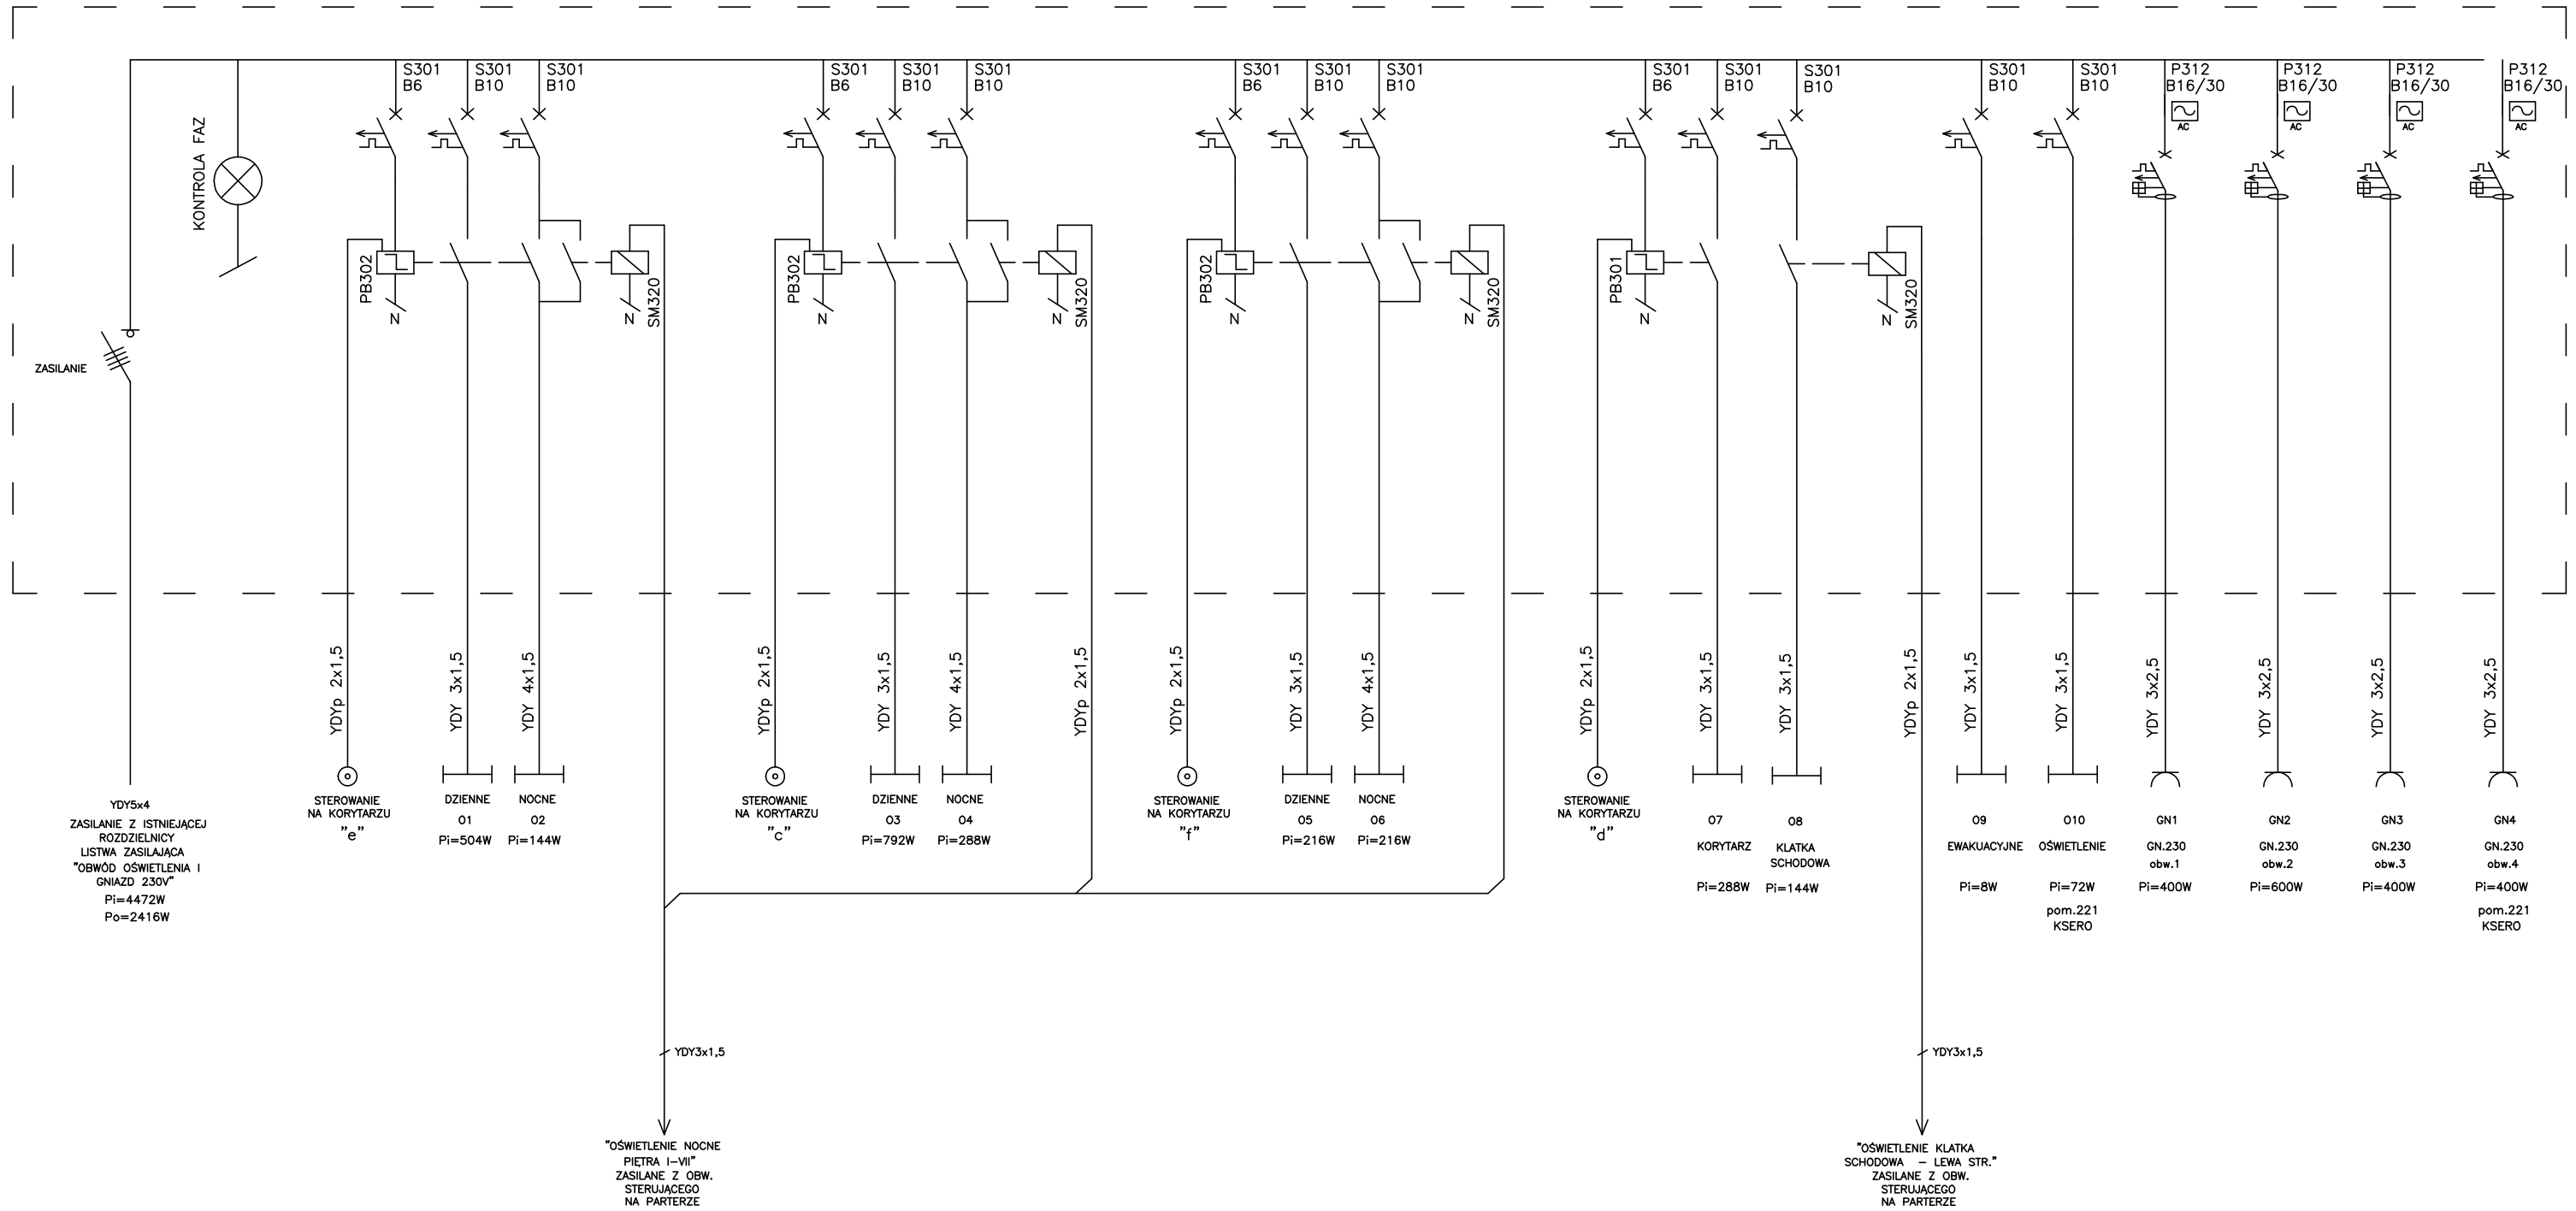 S301
B6
S301
B10
S301
B10
S301
B6
S301
B10
S301
B10
S301
B6
S301
B10
S301
B10
S301
B6
S301
B10
S301
B10
S301
B10
S301
B10
P312
B16/30
AC
P312
B16/30
AC
P312
B16/30
AC
P312
B16/30
AC
KONTROLA FAZ
ZASILANIE
PB302
N
N
SM320
PB302
N
N
SM320
PB302
N
N
SM320
PB301
N
N
SM320
YDYp 2x1,5
YDY 3x1,5
YDY 4x1,5
YDYp 2x1,5
YDY 3x1,5
YDY 4x1,5
YDYp 2x1,5
YDYp 2x1,5
YDY 3x1,5
YDY 4x1,5
YDYp 2x1,5
YDY 3x1,5
YDY 3x1,5
YDYp 2x1,5
YDY 3x1,5
YDY 3x1,5
YDY 3x2,5
YDY 3x2,5
YDY 3x2,5
YDY 3x2,5
YDY5x4
ZASILANIE Z ISTNIEJĄCEJ
ROZDZIELNICY
LISTWA ZASILAJĄCA
"OBWÓD OŚWIETLENIA I
GNIAZD 230V"
Pi=4472W
Po=2416W
STEROWANIE
NA KORYTARZU
"e"
DZIENNE
O1
Pi=504W
NOCNE
O2
Pi=144W
STEROWANIE
NA KORYTARZU
"c"
DZIENNE
O3
Pi=792W
NOCNE
O4
Pi=288W
STEROWANIE
NA KORYTARZU
"f"
DZIENNE
O5
Pi=216W
NOCNE
O6
Pi=216W
STEROWANIE
NA KORYTARZU
"d"
O7
KORYTARZ
Pi=288W
O8
KLATKA
SCHODOWA
Pi=144W
O9
EWAKUACYJNE
Pi=8W
O10
OŚWIETLENIE
Pi=72W
pom.221
KSERO
GN1
GN.230
obw.1
Pi=400W
GN2
GN.230
obw.2
Pi=600W
GN3
GN.230
obw.3
Pi=400W
GN4
GN.230
obw.4
Pi=400W
pom.221
KSERO
YDY3x1,5
YDY3x1,5
"OŚWIETLENIE NOCNE
PIĘTRA I-VII"
ZASILANE Z OBW.
STERUJĄCEGO
NA PARTERZE
"OŚWIETLENIE KLATKA
SCHODOWA - LEWA STR."
ZASILANE Z OBW.
STERUJĄCEGO
NA PARTERZE